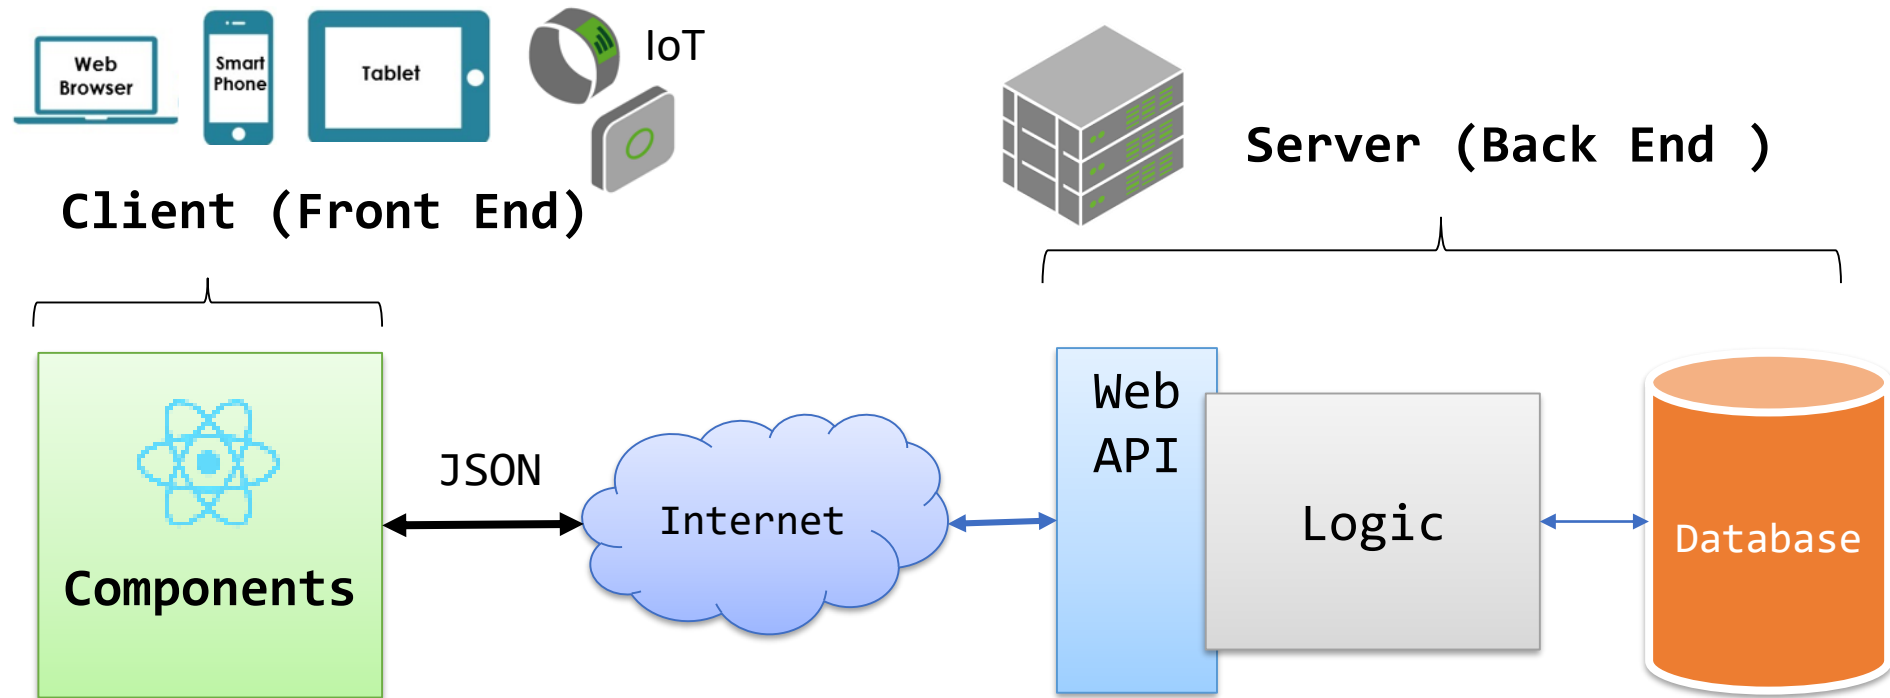 Web
Browser
Smart
Phone
Tablet
IoT
Client (Front End)
Server (Back End )
Components
JSON
Internet
Web
API
Logic
Database